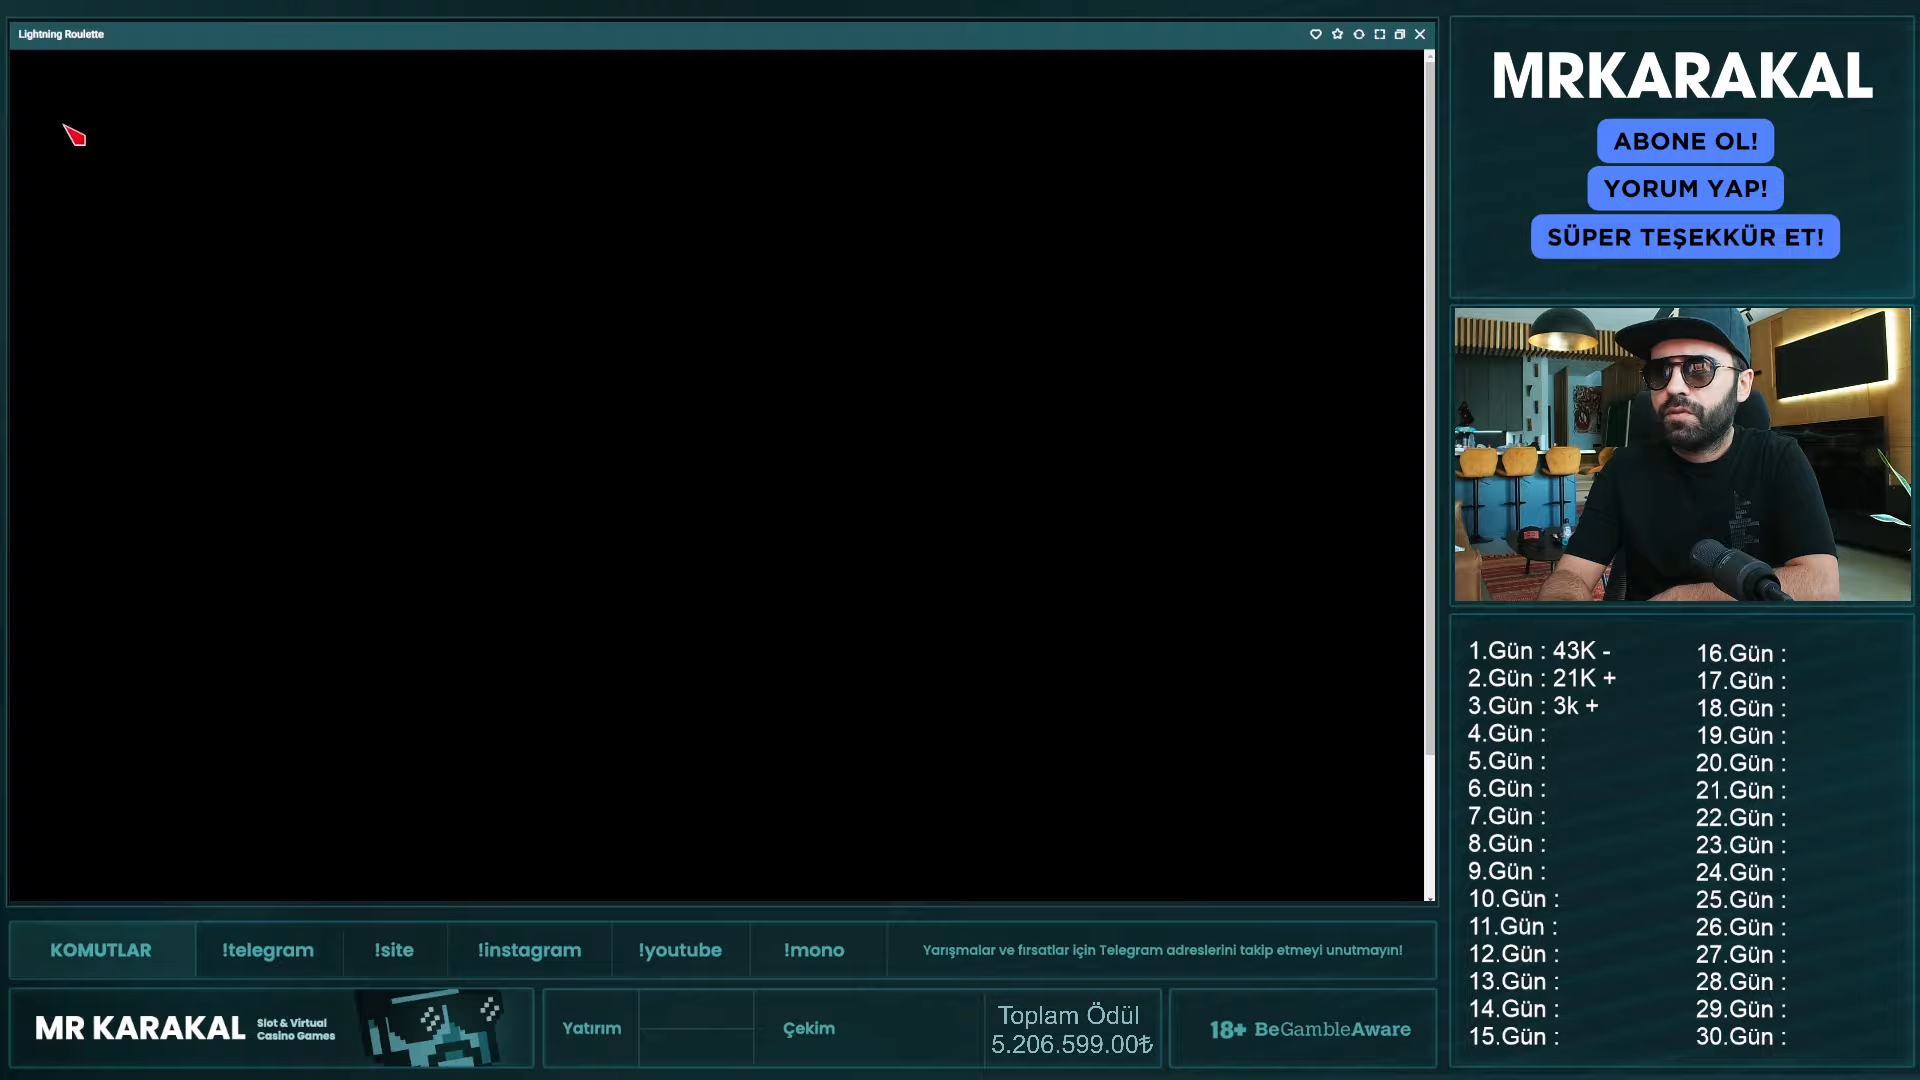 Lightning Roulette
MRKARAKAL
ABONE OL!
YORUM YAP!
SÜPER TEŞEKKÜR ET!
1.Gün : 43K -
2.Gün : 21K +
3.Gün : 3k +
4.Gün :
5.Gün :
6.Gün :
7.Gün :
8.Gün :
9.Gün :
10.Gün :
11.Gün :
12.Gün :
13.Gün :
14.Gün :
15.Gün :
16.Gün :
17.Gün :
18.Gün :
19.Gün :
20.Gün :
21.Gün :
22.Gün :
23.Gün :
24.Gün :
25.Gün :
26.Gün :
27.Gün :
28.Gün :
29.Gün :
30.Gün :
KOMUTLAR !telegram !site !instagram !youtube !mono Yarışmalar ve fırsatlar için Telegram adreslerini takip etmeyi unutmayın!
MR KARAKAL
Slot & Virtual
Casino Games
Yatırım
Çekim
Toplam Ödül
5.206.599.00₺
18+ BeGambleAware